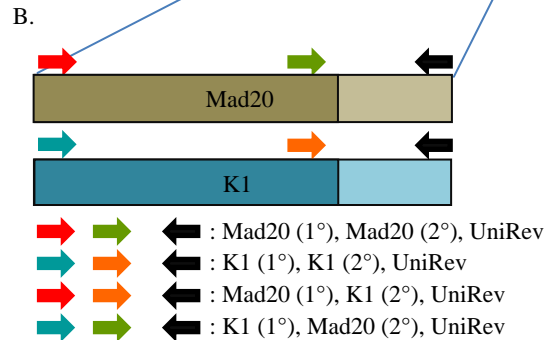 B.
Mad20
K1
: Mad20 (1°), Mad20 (2°), UniRev
: K1 (1°), K1 (2°), UniRev
: Mad20 (1°), K1 (2°), UniRev
: K1 (1°), Mad20 (2°), UniRev